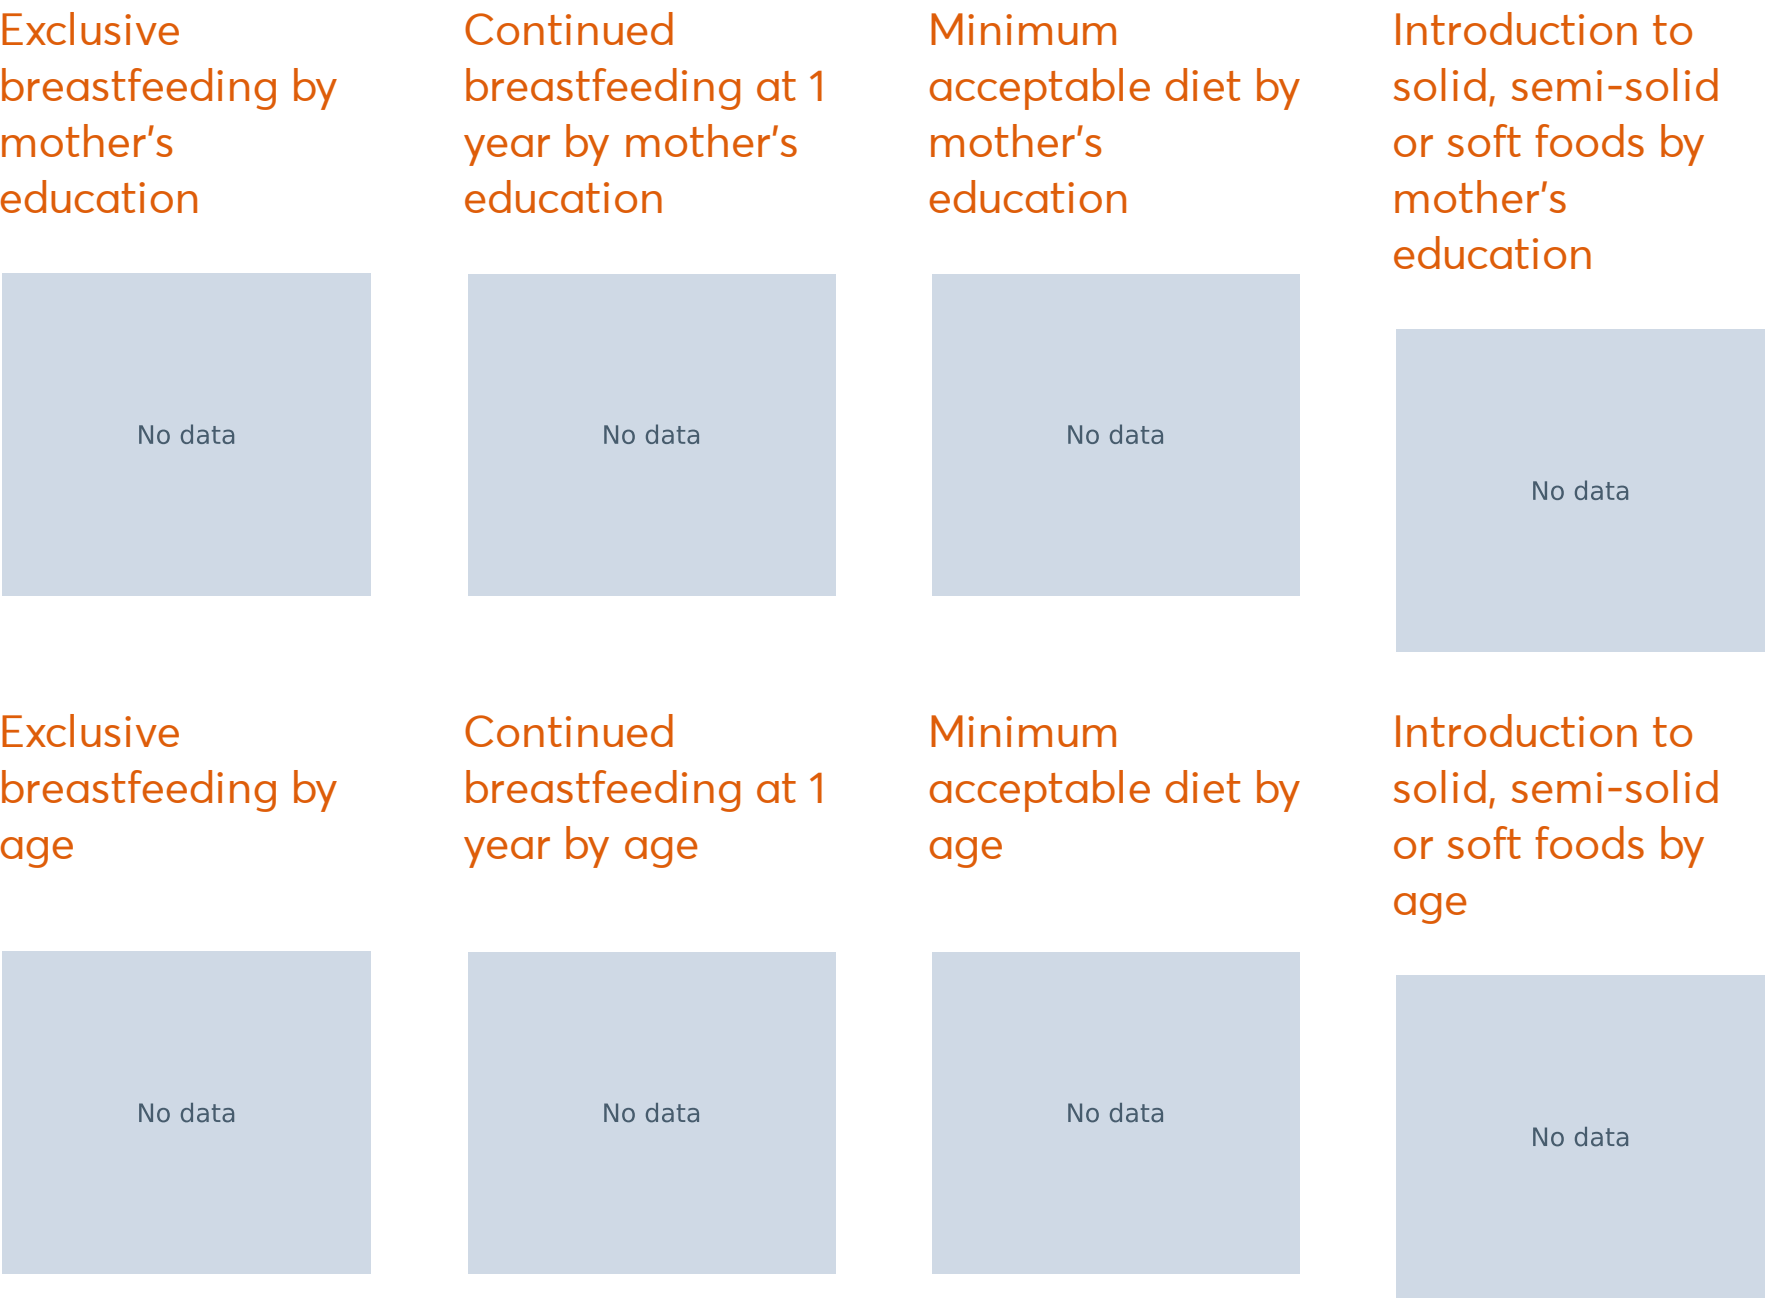 Exclusive
breastfeeding by
mother's
education
Continued
breastfeeding at 1
year by mother's
education
Minimum
acceptable diet by
mother's
education
Introduction to
solid, semi-solid
or soft foods by
mother's
education
No data
No data
No data
No data
Exclusive
breastfeeding by
age
Continued
breastfeeding at 1
year by age
Minimum
acceptable diet by
age
Introduction to
solid, semi-solid
or soft foods by
age
No data
No data
No data
No data